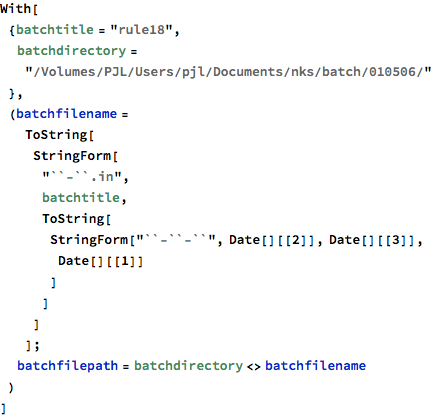 With[
{batchtitle = "rule18",
batchdirectory =
"/Volumes/PJL/Users/pjl/Documents/nks/batch/010506/"
},
(batchfilename =
ToString[
StringForm[
"``-``.in",
batchtitle,
ToString[
StringForm["``-``-``", Date[][[2]], Date[][[3]],
Date[][[1]]
]
]
]
];
batchfilepath = batchdirectory <> batchfilename
)
]